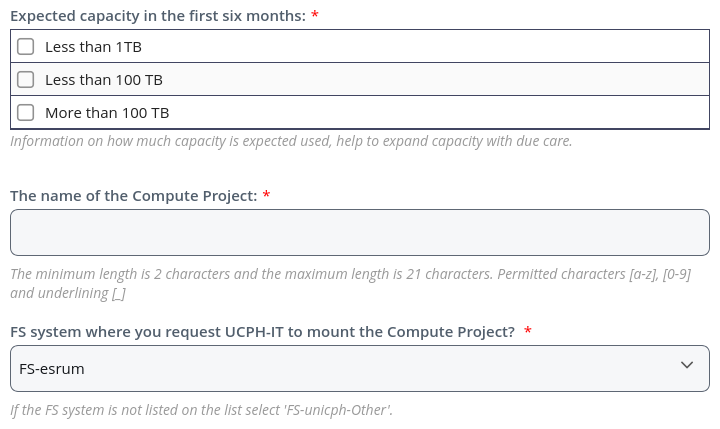 Expected capacity in the first six months: *
Less than 1TB
Less than 100 TB
More than 100 TB
Information on how much capacity is expected used, help to expand capacity with due care.
The name of the Compute Project: *
The minimum length is 2 characters and the maximum length is 21 characters. Permitted characters [a-z], [0-9]
and underlining [_]
FS system where you request UCPH-IT to mount the Compute Project? *
FS-esrum
If the FS system is not listed on the list select 'FS-unicph-Other'.